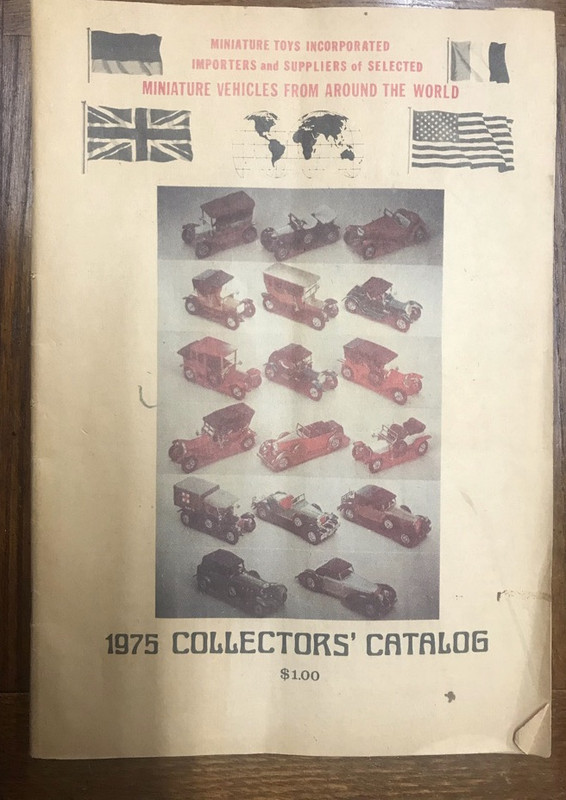 MINIATURE TOYS INCORPORATED
IMPORTERS and SUPPLIERS of SELECTED
MINIATURE VEHICLES FROM AROUND THE WORLD
1975 COLLECTORS' CATALOG
$1.00